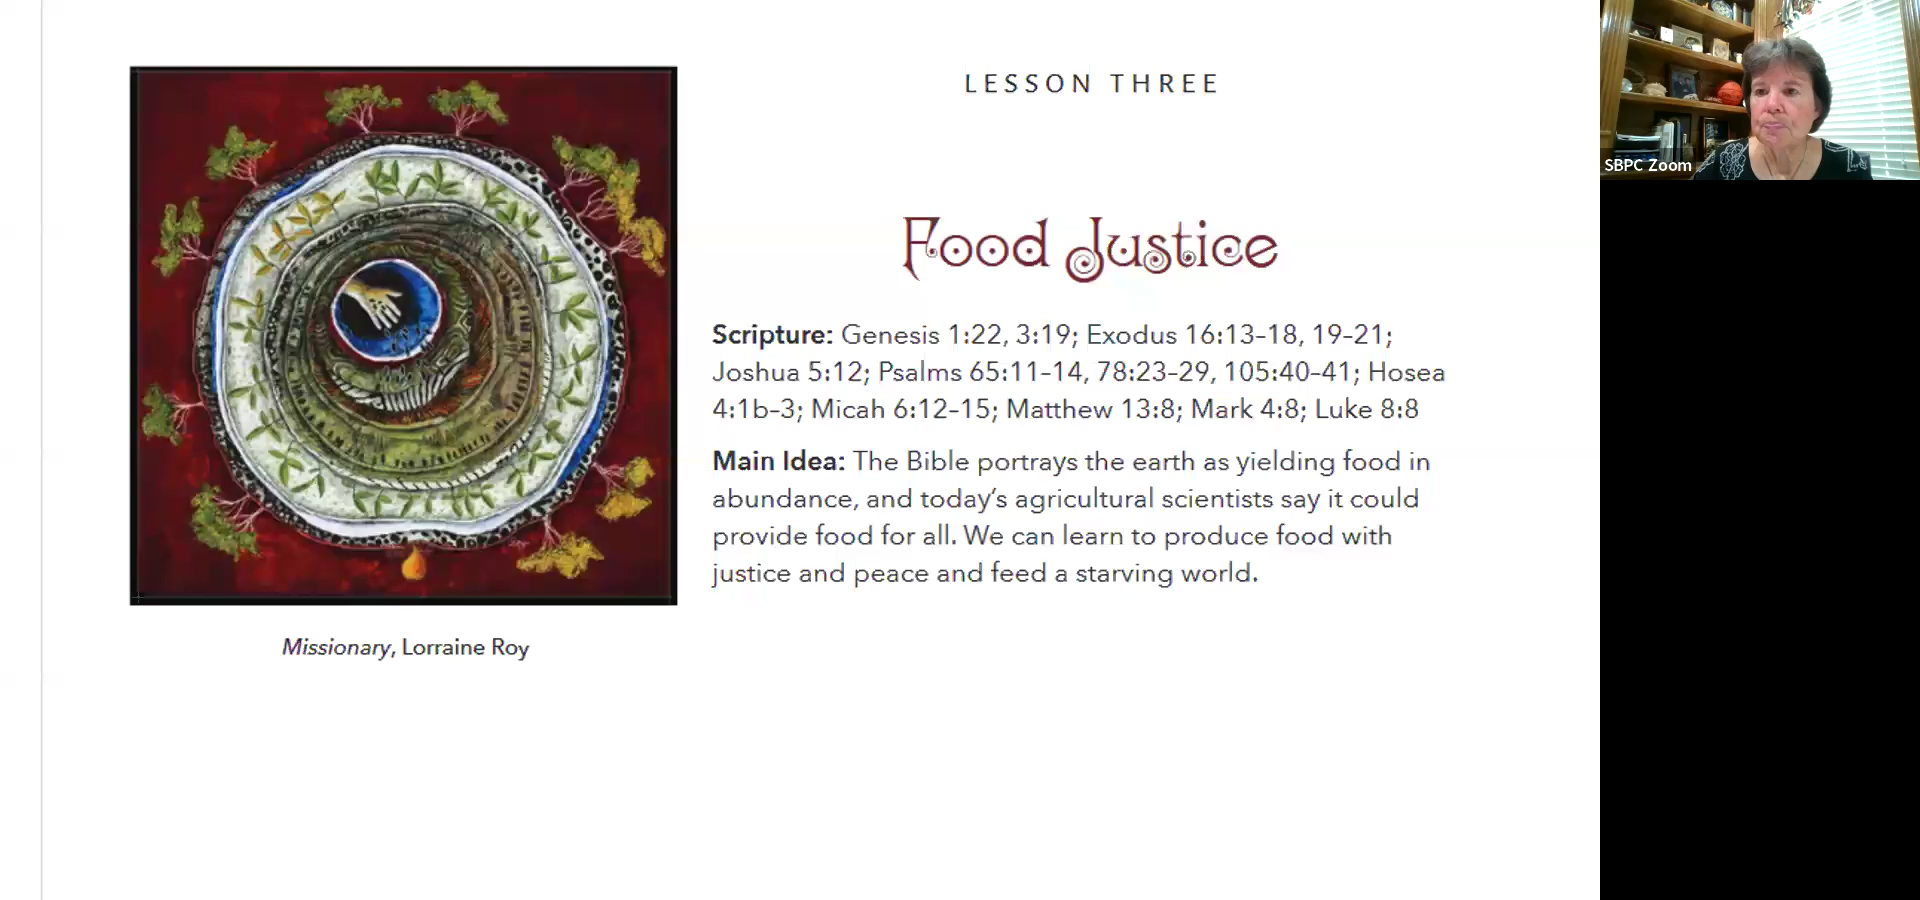 LESSON THREE
Food Justice
Scripture: Genesis 1:22, 3:19; Exodus 16:13–18, 19–21;
Joshua 5:12; Psalms 65:11–14, 78:23–29, 105:40–41; Hosea
4:1b–3; Micah 6:12–15; Matthew 13:8; Mark 4:8; Luke 8:8
Main Idea: The Bible portrays the earth as yielding food in
abundance, and today’s agricultural scientists say it could
provide food for all. We can learn to produce food with
justice and peace and feed a starving world.
Missionary, Lorraine Roy
SBPC Zoom